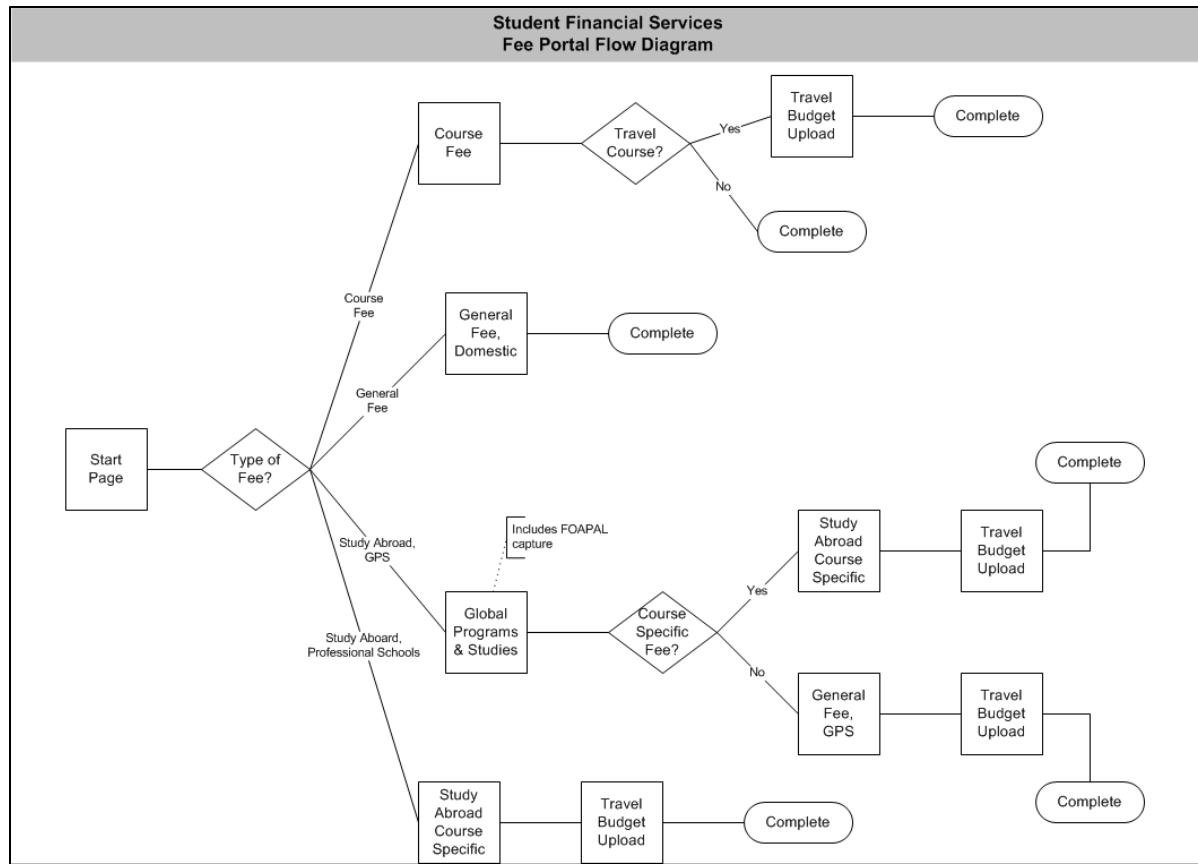 Student Financial Services
Fee Portal Flow Diagram
Course
Fee
Travel
Course?
Yes
Travel
Budget
Upload
Complete
No
Complete
Course
Fee
General
Fee,
Domestic
Complete
General
Fee
Start
Page
Type of
Fee?
Study Abroad,
GPS
Includes FOAPAL
capture
Global
Programs
& Studies
Course
Specific
Fee?
Yes
Study
Abroad
Course
Specific
Travel
Budget
Upload
Complete
No
General
Fee,
GPS
Travel
Budget
Upload
Complete
Study Aboard,
Professional Schools
Study
Abroad
Course
Specific
Travel
Budget
Upload
Complete